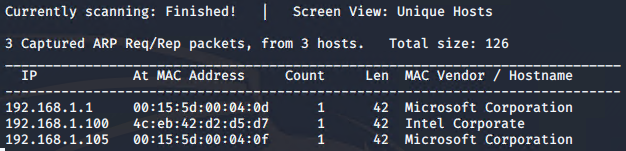 Currently scanning: Finished!   |   Screen View: Unique Hosts
3 Captured ARP Req/Rep packets, from 3 hosts.   Total size: 126
_____________________________________________________________________________
IP            At MAC Address     Count     Len  MAC Vendor / Hostname
-----------------------------------------------------------------------------
192.168.1.1     00:15:5d:00:04:0d      1      42  Microsoft Corporation
192.168.1.100   4c:eb:42:d2:d5:d7      1      42  Intel Corporate
192.168.1.105   00:15:5d:00:04:0f      1      42  Microsoft Corporation